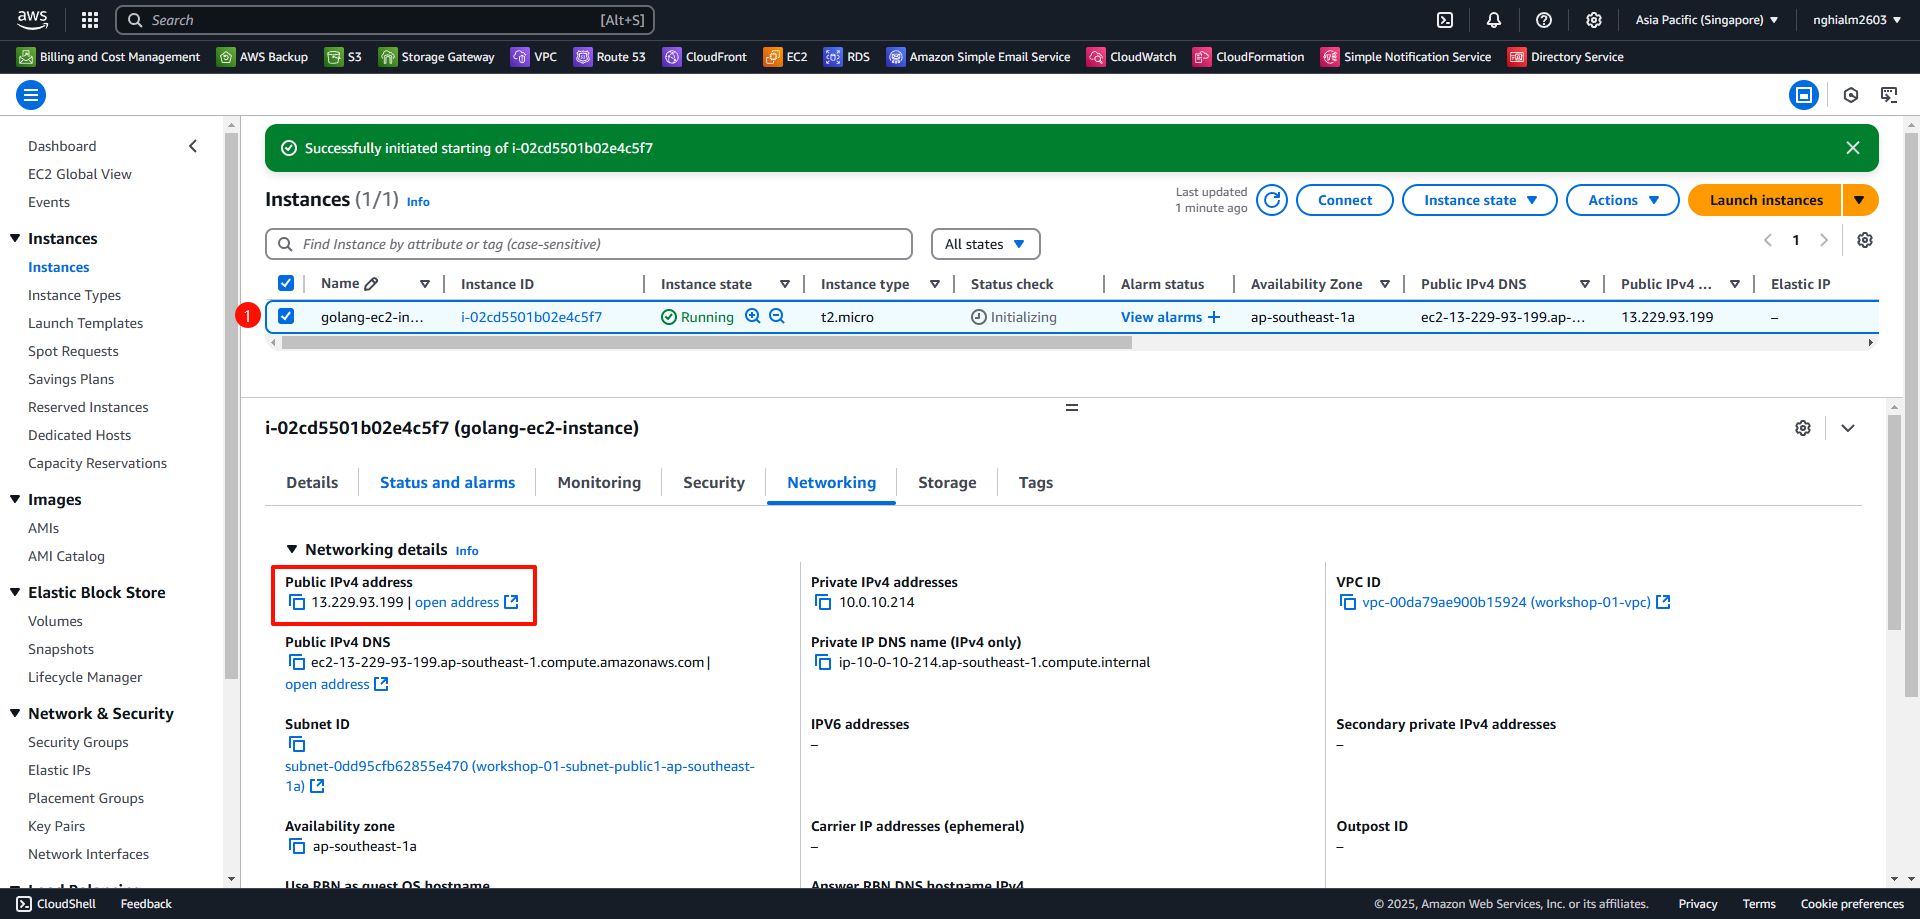 aws
Search [Alt+S]
Asia Pacific (Singapore) nghialm2603
Billing and Cost Management AWS Backup S3 Storage Gateway VPC Route 53 CloudFront EC2 RDS Amazon Simple Email Service CloudWatch CloudFormation Simple Notification Service Directory Service
Dashboard
EC2 Global View
Events
Instances
Instances
Instance Types
Launch Templates
Spot Requests
Savings Plans
Reserved Instances
Dedicated Hosts
Capacity Reservations
Images
AMIs
AMI Catalog
Elastic Block Store
Volumes
Snapshots
Lifecycle Manager
Network & Security
Security Groups
Elastic IPs
Placement Groups
Key Pairs
Network Interfaces
Load Balancing
Successfully initiated starting of i-02cd5501b02e4c5f7
Instances (1/1) Info
Last updated
1 minute ago
Connect Instance state Actions Launch instances
Find Instance by attribute or tag (case-sensitive) All states 1
Name Instance ID Instance state Instance type Status check Alarm status Availability Zone Public IPv4 DNS Public IPv4 ... Elastic IP
1 golang-ec2-in... i-02cd5501b02e4c5f7 Running t2.micro Initializing View alarms + ap-southeast-1a ec2-13-229-93-199.ap-... 13.229.93.199 –
i-02cd5501b02e4c5f7 (golang-ec2-instance)
Details Status and alarms Monitoring Security Networking Storage Tags
Networking details Info
Public IPv4 address
13.229.93.199 | open address
Private IPv4 addresses
10.0.10.214
VPC ID
vpc-00da79ae900b15924 (workshop-01-vpc)
Public IPv4 DNS
ec2-13-229-93-199.ap-southeast-1.compute.amazonaws.com |
open address
Private IP DNS name (IPv4 only)
ip-10-0-10-214.ap-southeast-1.compute.internal
Subnet ID
subnet-0dd95cfb62855e470 (workshop-01-subnet-public1-ap-southeast-
1a)
IPV6 addresses
–
Secondary private IPv4 addresses
–
Availability zone
ap-southeast-1a
Carrier IP addresses (ephemeral)
–
Outpost ID
–
Use RBN as guest OS hostname
Answer RBN DNS hostname IPv4
CloudShell Feedback
© 2025, Amazon Web Services, Inc. or its affiliates. Privacy Terms Cookie preferences